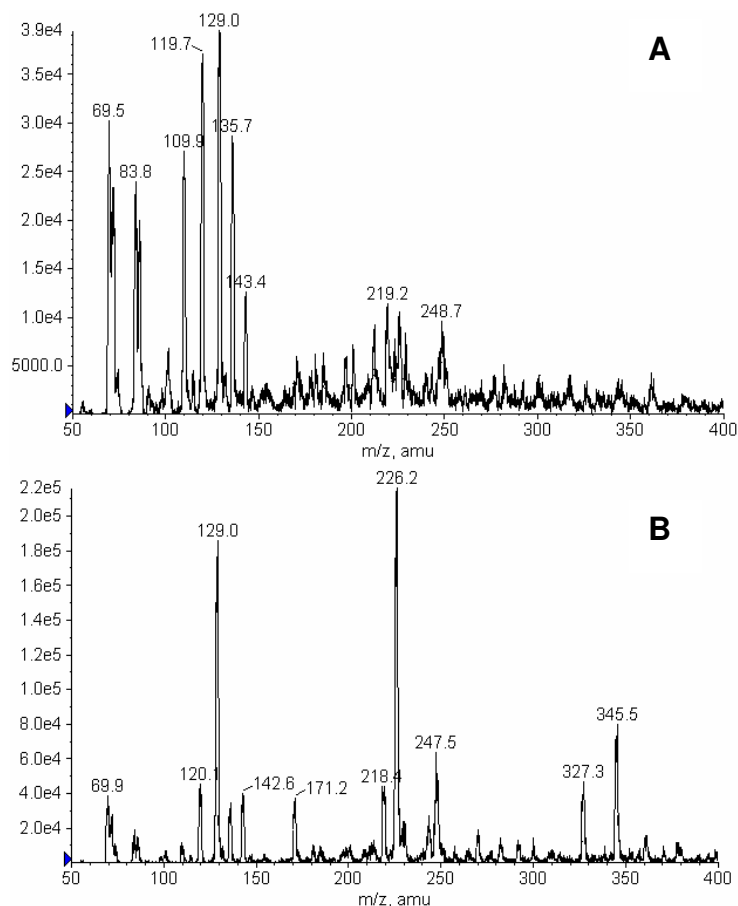 A
3.9e4
3.5e4
3.0e4
2.5e4
2.0e4
1.5e4
1.0e4
5000.0
129.0
119.7
69.5
135.7
109.9
83.8
143.4
219.2
248.7
50 100 150 200 250 300 350 400
m/z, amu
B
2.2e5
2.0e5
1.8e5
1.6e5
1.4e5
1.2e5
1.0e5
8.0e4
6.0e4
4.0e4
2.0e4
226.2
129.0
345.5
247.5
69.9
120.1
142.6
171.2
218.4
327.3
50 100 150 200 250 300 350 400
m/z, amu